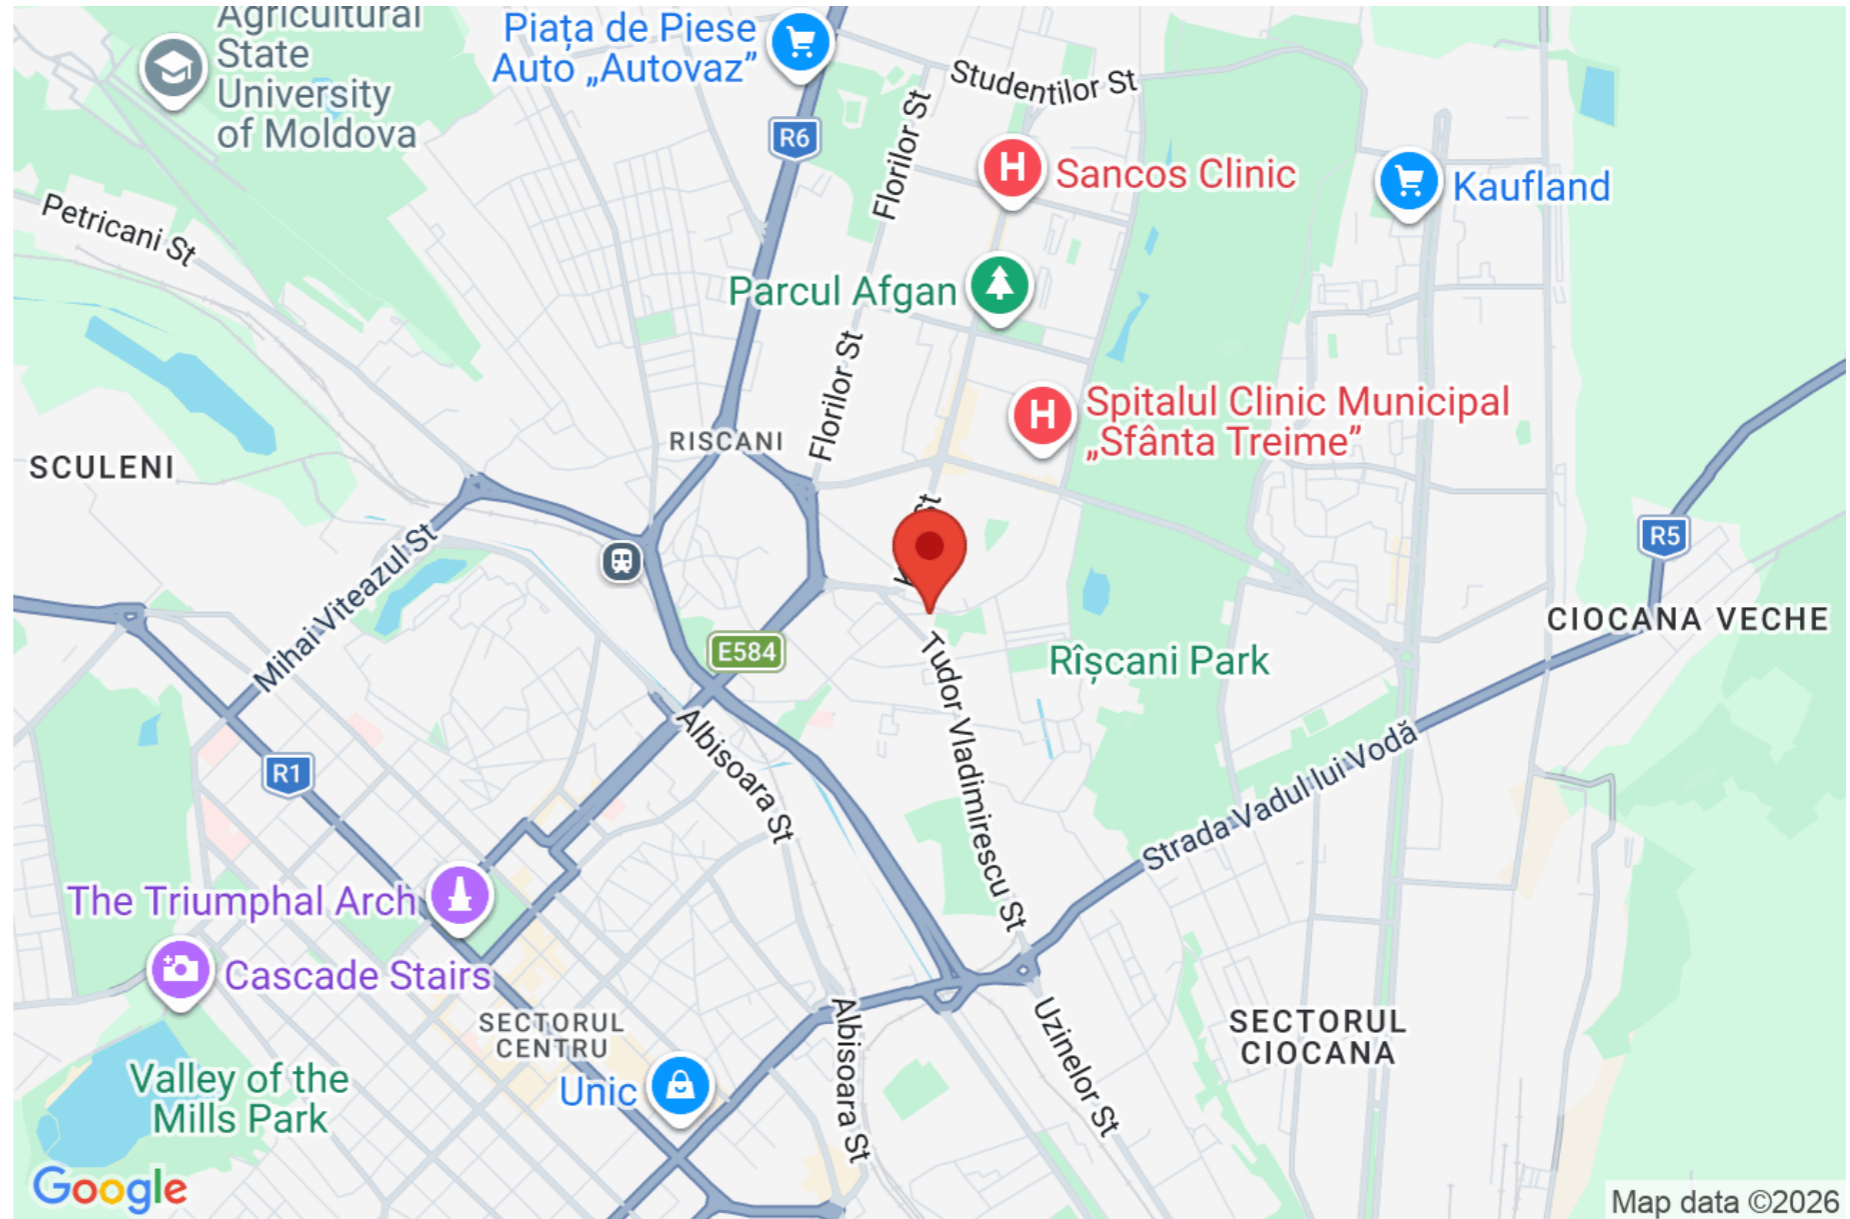 Agricultural
State
University
of Moldova
Piața de Piese
Auto „Autovaz”
R6
Studentilor St
Florilor St
Sancos Clinic
Kaufland
Petricani St
Parcul Afgan
Florilor St
Spitalul Clinic Municipal
„Sfânta Treime”
RISCANI
SCULENI
St
R5
Mihai Viteazul St
CIOCANA VECHE
E584
Rîșcani Park
Tudor Vladimirescu St
Albisoara St
R1
Strada Vadul lui Vodă
The Triumphal Arch
Cascade Stairs
SECTORUL
CENTRU
Albisoara St
Uzinelor St
SECTORUL
CIOCANA
Valley of the
Mills Park
Unic
Google
Map data ©2026